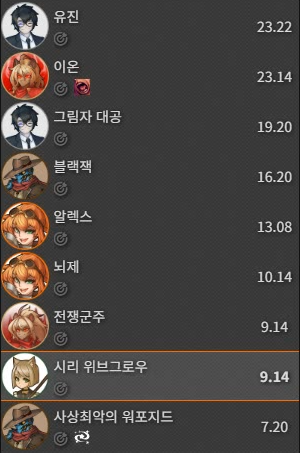 유진
23.22
이온
23.14
그림자 대공
19.20
블랙잭
16.20
알렉스
13.08
뇌제
10.14
전쟁군주
9.14
시리 위브그로우
9.14
사상최악의 워포지드
7.20